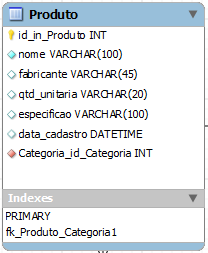 Produto
id_in_Produto INT
nome VARCHAR(100)
fabricante VARCHAR(45)
qtd_unitaria VARCHAR(20)
especificao VARCHAR(100)
data_cadastro DATETIME
Categoria_id_Categoria INT
Indexes
PRIMARY
fk_Produto_Categoria1